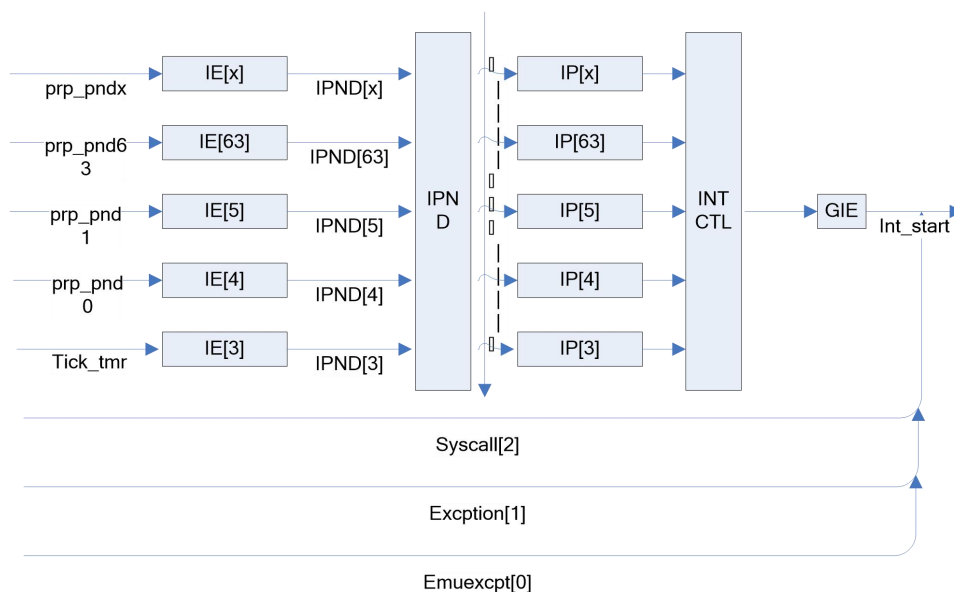 prp_pndx
IE[x]
IPND[x]
IP[x]
prp_pnd6
3
IE[63]
IPND[63]
IP[63]
prp_pnd
1
IE[5]
IPND[5]
IPN
D
IP[5]
INT
CTL
GIE
Int_start
prp_pnd
0
IE[4]
IPND[4]
IP[4]
Tick_tmr
IE[3]
IPND[3]
IP[3]
Syscall[2]
Excption[1]
Emuexcpt[0]